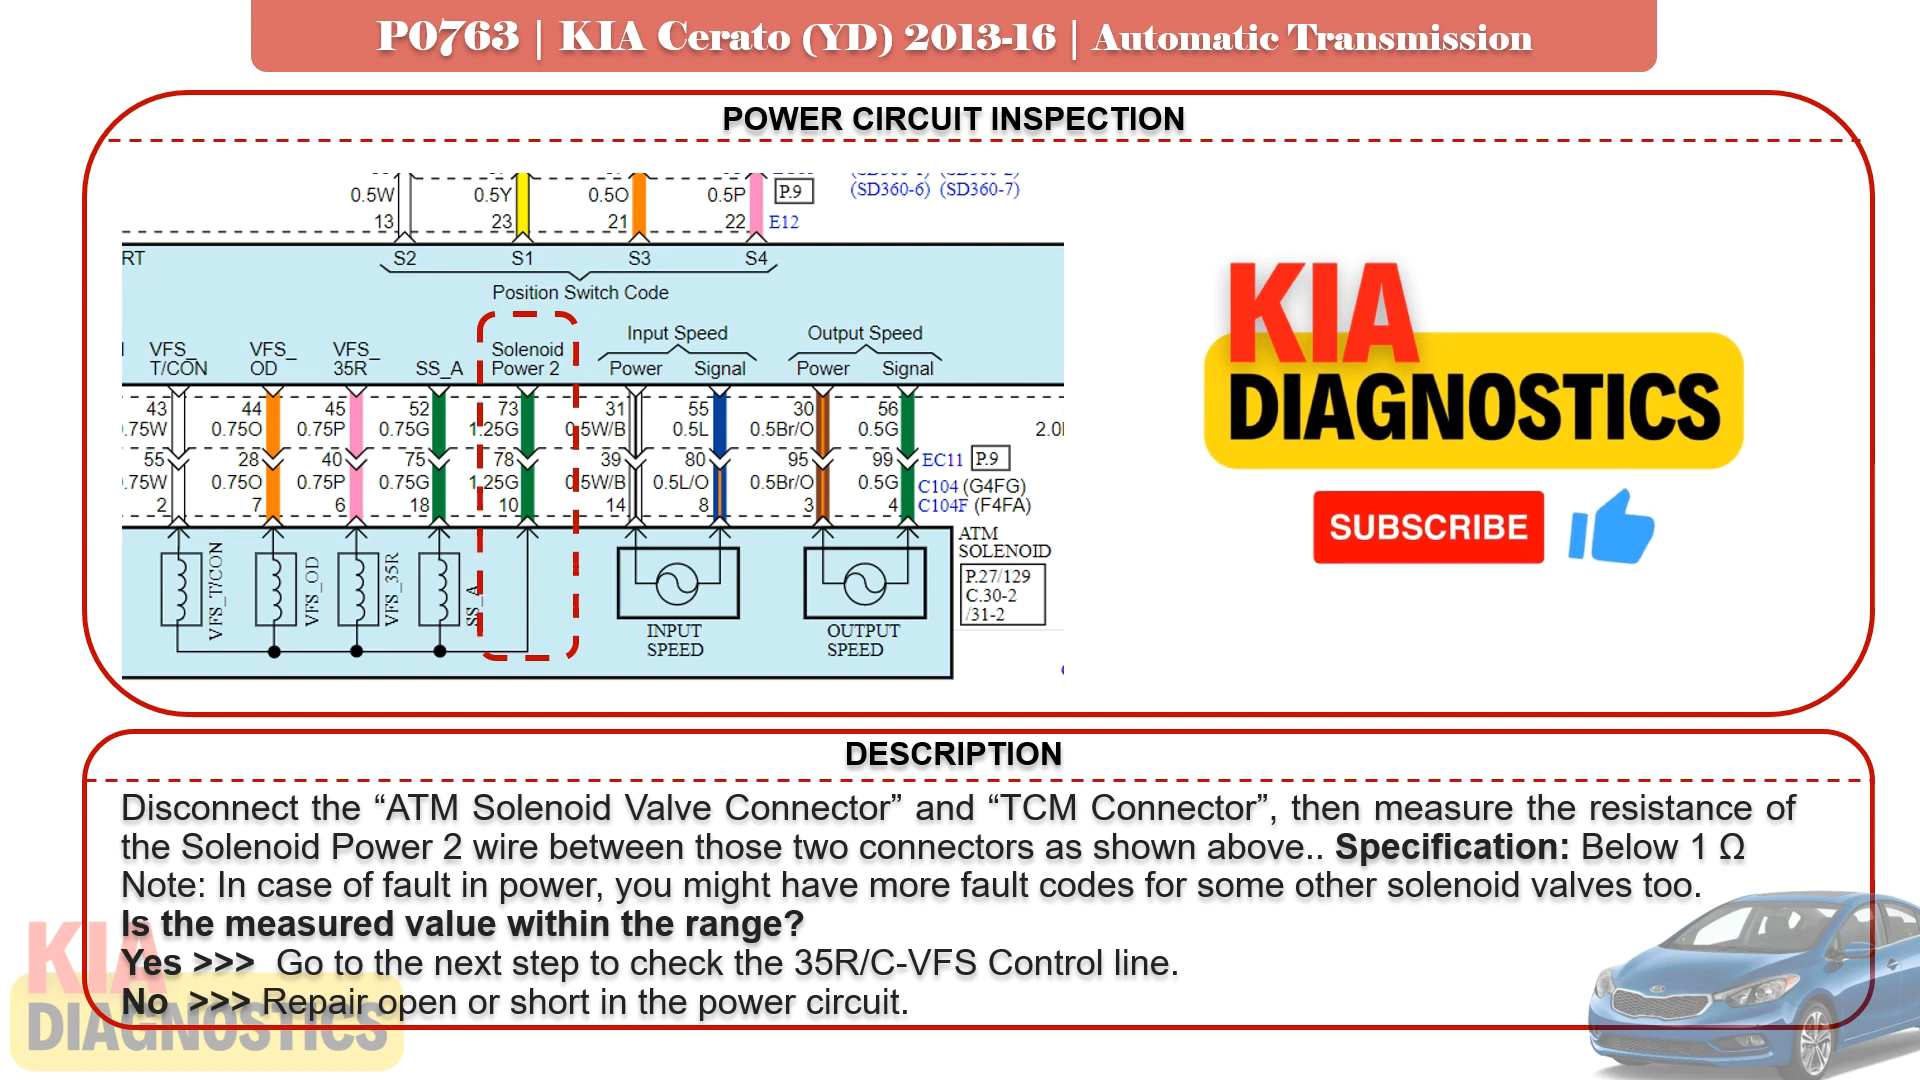 P0763 | KIA Cerato (YD) 2013-16 | Automatic Transmission
POWER CIRCUIT INSPECTION
0.5W 0.5Y 0.5O 0.5P P.9 (SD360-6) (SD360-7)
13 23 21 22 E12
RT S2 S1 S3 S4
Position Switch Code
Input Speed Output Speed
VFS_ VFS_ VFS_ Solenoid
T/CON OD 35R SS_A Power 2 Power Signal Power Signal
43 44 45 52 73 31 55 30 56
.75W 0.75O 0.75P 0.75G 1.25G 0.5W/B 0.5L 0.5Br/O 0.5G
55 28 40 75 78 39 80 95 99 EC11 P.9
.75W 0.75O 0.75P 0.75G 1.25G 0.5W/B 0.5L/O 0.5Br/O 0.5G C104 (G4FG)
2 7 6 18 10 14 8 3 4 C104F (F4FA)
ATM
SOLENOID
P.27/129
C.30-2
/31-2
VFS_T/CON VFS_OD VFS_35R SS_A
INPUT OUTPUT
SPEED SPEED
KIA
DIAGNOSTICS
SUBSCRIBE
DESCRIPTION
Disconnect the “ATM Solenoid Valve Connector” and “TCM Connector”, then measure the resistance of
the Solenoid Power 2 wire between those two connectors as shown above.. Specification: Below 1 Ω
Note: In case of fault in power, you might have more fault codes for some other solenoid valves too.
Is the measured value within the range?
Yes >>> Go to the next step to check the 35R/C-VFS Control line.
No >>> Repair open or short in the power circuit.
KIA
DIAGNOSTICS